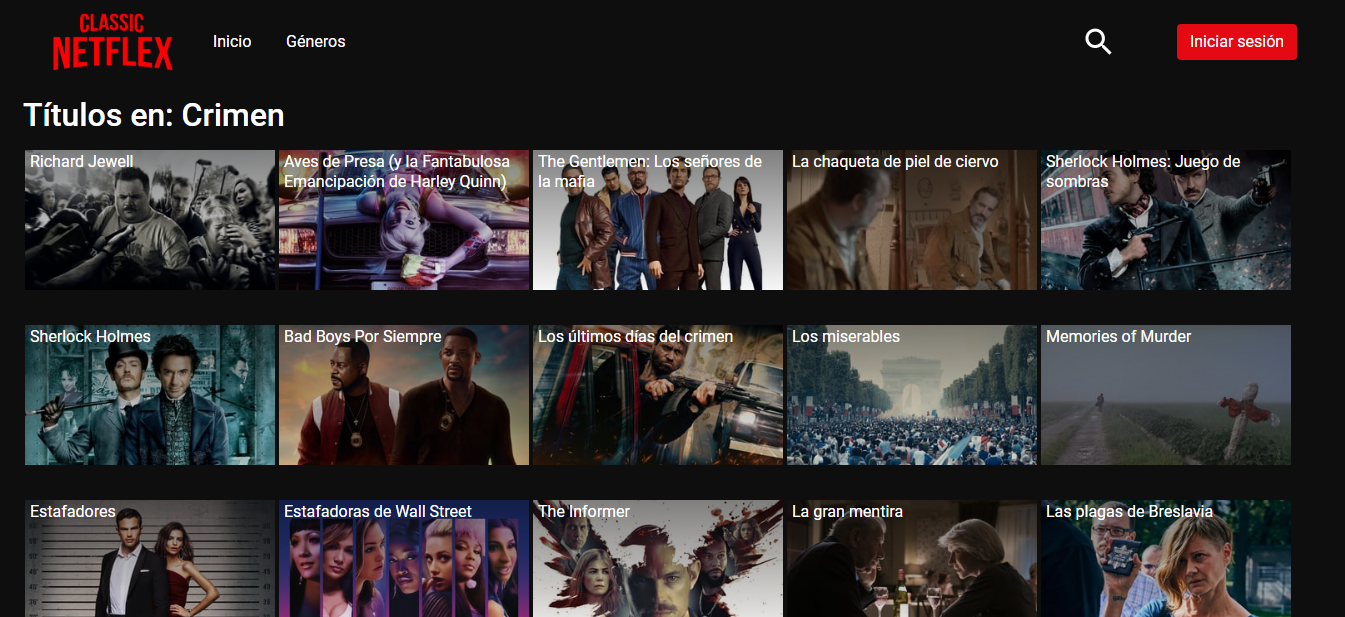 CLASSIC
NETFLEX
Inicio
Géneros
Iniciar sesión
Títulos en: Crimen
Richard Jewell
Aves de Presa (y la Fantabulosa
Emancipación de Harley Quinn)
The Gentlemen: Los señores de
la mafia
La chaqueta de piel de ciervo
Sherlock Holmes: Juego de
sombras
Sherlock Holmes
Bad Boys Por Siempre
Los últimos días del crimen
Los miserables
Memories of Murder
Estafadores
Estafadoras de Wall Street
The Informer
La gran mentira
Las plagas de Breslavia